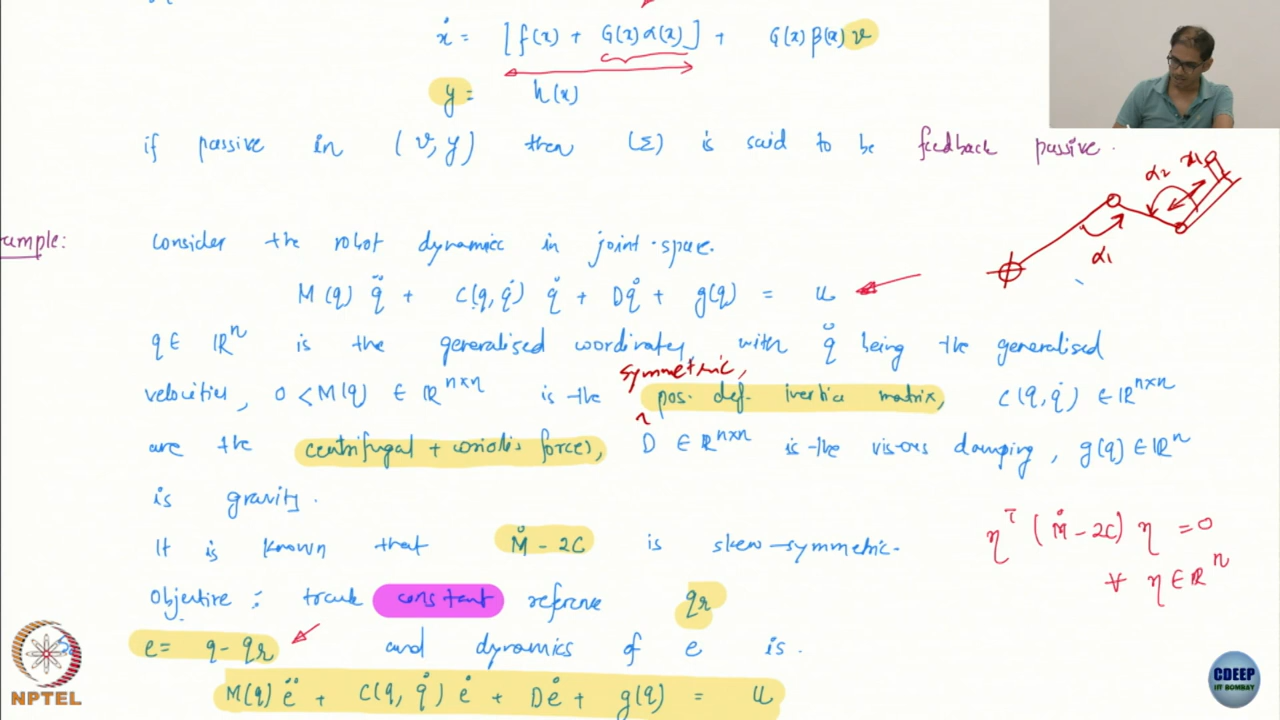 ẋ = [f(x) + G(x)α(x)] + G(x)β(x)v
y = h(x)
if passive in (v, y) then (Σ) is said to be feedback passive.
α2 x1
α1
ample: Consider the robot dynamics in joint-space.
M(q) q̈ + C(q, q̇) q̇ + Dq̇ + g(q) = u
q ∈ ℝⁿ is the generalised coordinates, with q̇ being the generalised
symmetric,
velocities, 0 < M(q) ∈ ℝⁿˣⁿ is the pos. def. inertia matrix, C(q, q̇) ∈ ℝⁿˣⁿ
are the centrifugal + coriolis forces, D ∈ ℝⁿˣⁿ is the viscous damping, g(q) ∈ ℝⁿ
is gravity.
ηᵀ (Ṁ - 2C) η = 0
∀ η ∈ ℝⁿ
It is known that Ṁ - 2C is skew-symmetric.
Objective : track constant reference qr
e = q - qr and dynamics of e is.
M(q) ë + C(q, q̇) ė + Dė + g(q) = u
NPTEL
CDEEP
IIT BOMBAY